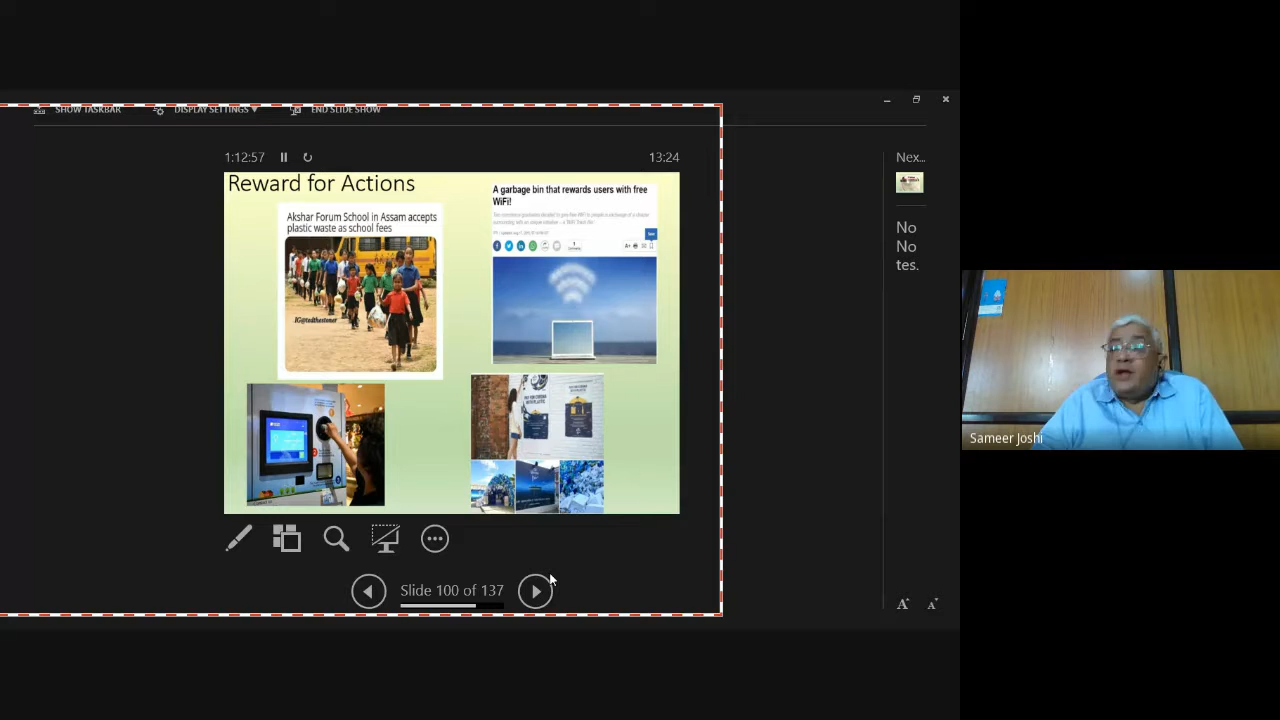 SHOW TASKBAR
DISPLAY SETTINGS
END SLIDE SHOW
1:12:57
13:24
Nex...
Reward for Actions
Akshar Forum School in Assam accepts
plastic waste as school fees
IG@tedthestoner
A garbage bin that rewards users with free
WiFi!
No
No
tes.
Sameer Joshi
Slide 100 of 137